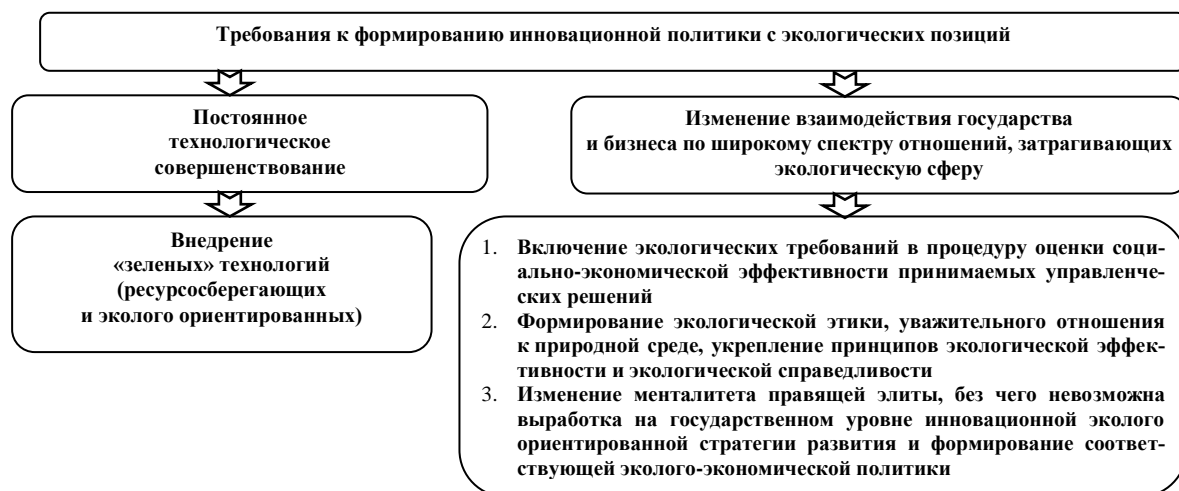 Требования к формированию инновационной политики с экологических позиций
Постоянное
технологическое
совершенствование
Изменение взаимодействия государства
и бизнеса по широкому спектру отношений, затрагивающих
экологическую сферу
Внедрение
«зеленых» технологий
(ресурсосберегающих
и эколого ориентированных)
1. Включение экологических требований в процедуру оценки соци-
ально-экономической эффективности принимаемых управленче-
ских решений
2. Формирование экологической этики, уважительного отношения
к природной среде, укрепление принципов экологической эффек-
тивности и экологической справедливости
3. Изменение менталитета правящей элиты, без чего невозможна
выработка на государственном уровне инновационной эколого
ориентированной стратегии развития и формирование соответ-
ствующей эколого-экономической политики